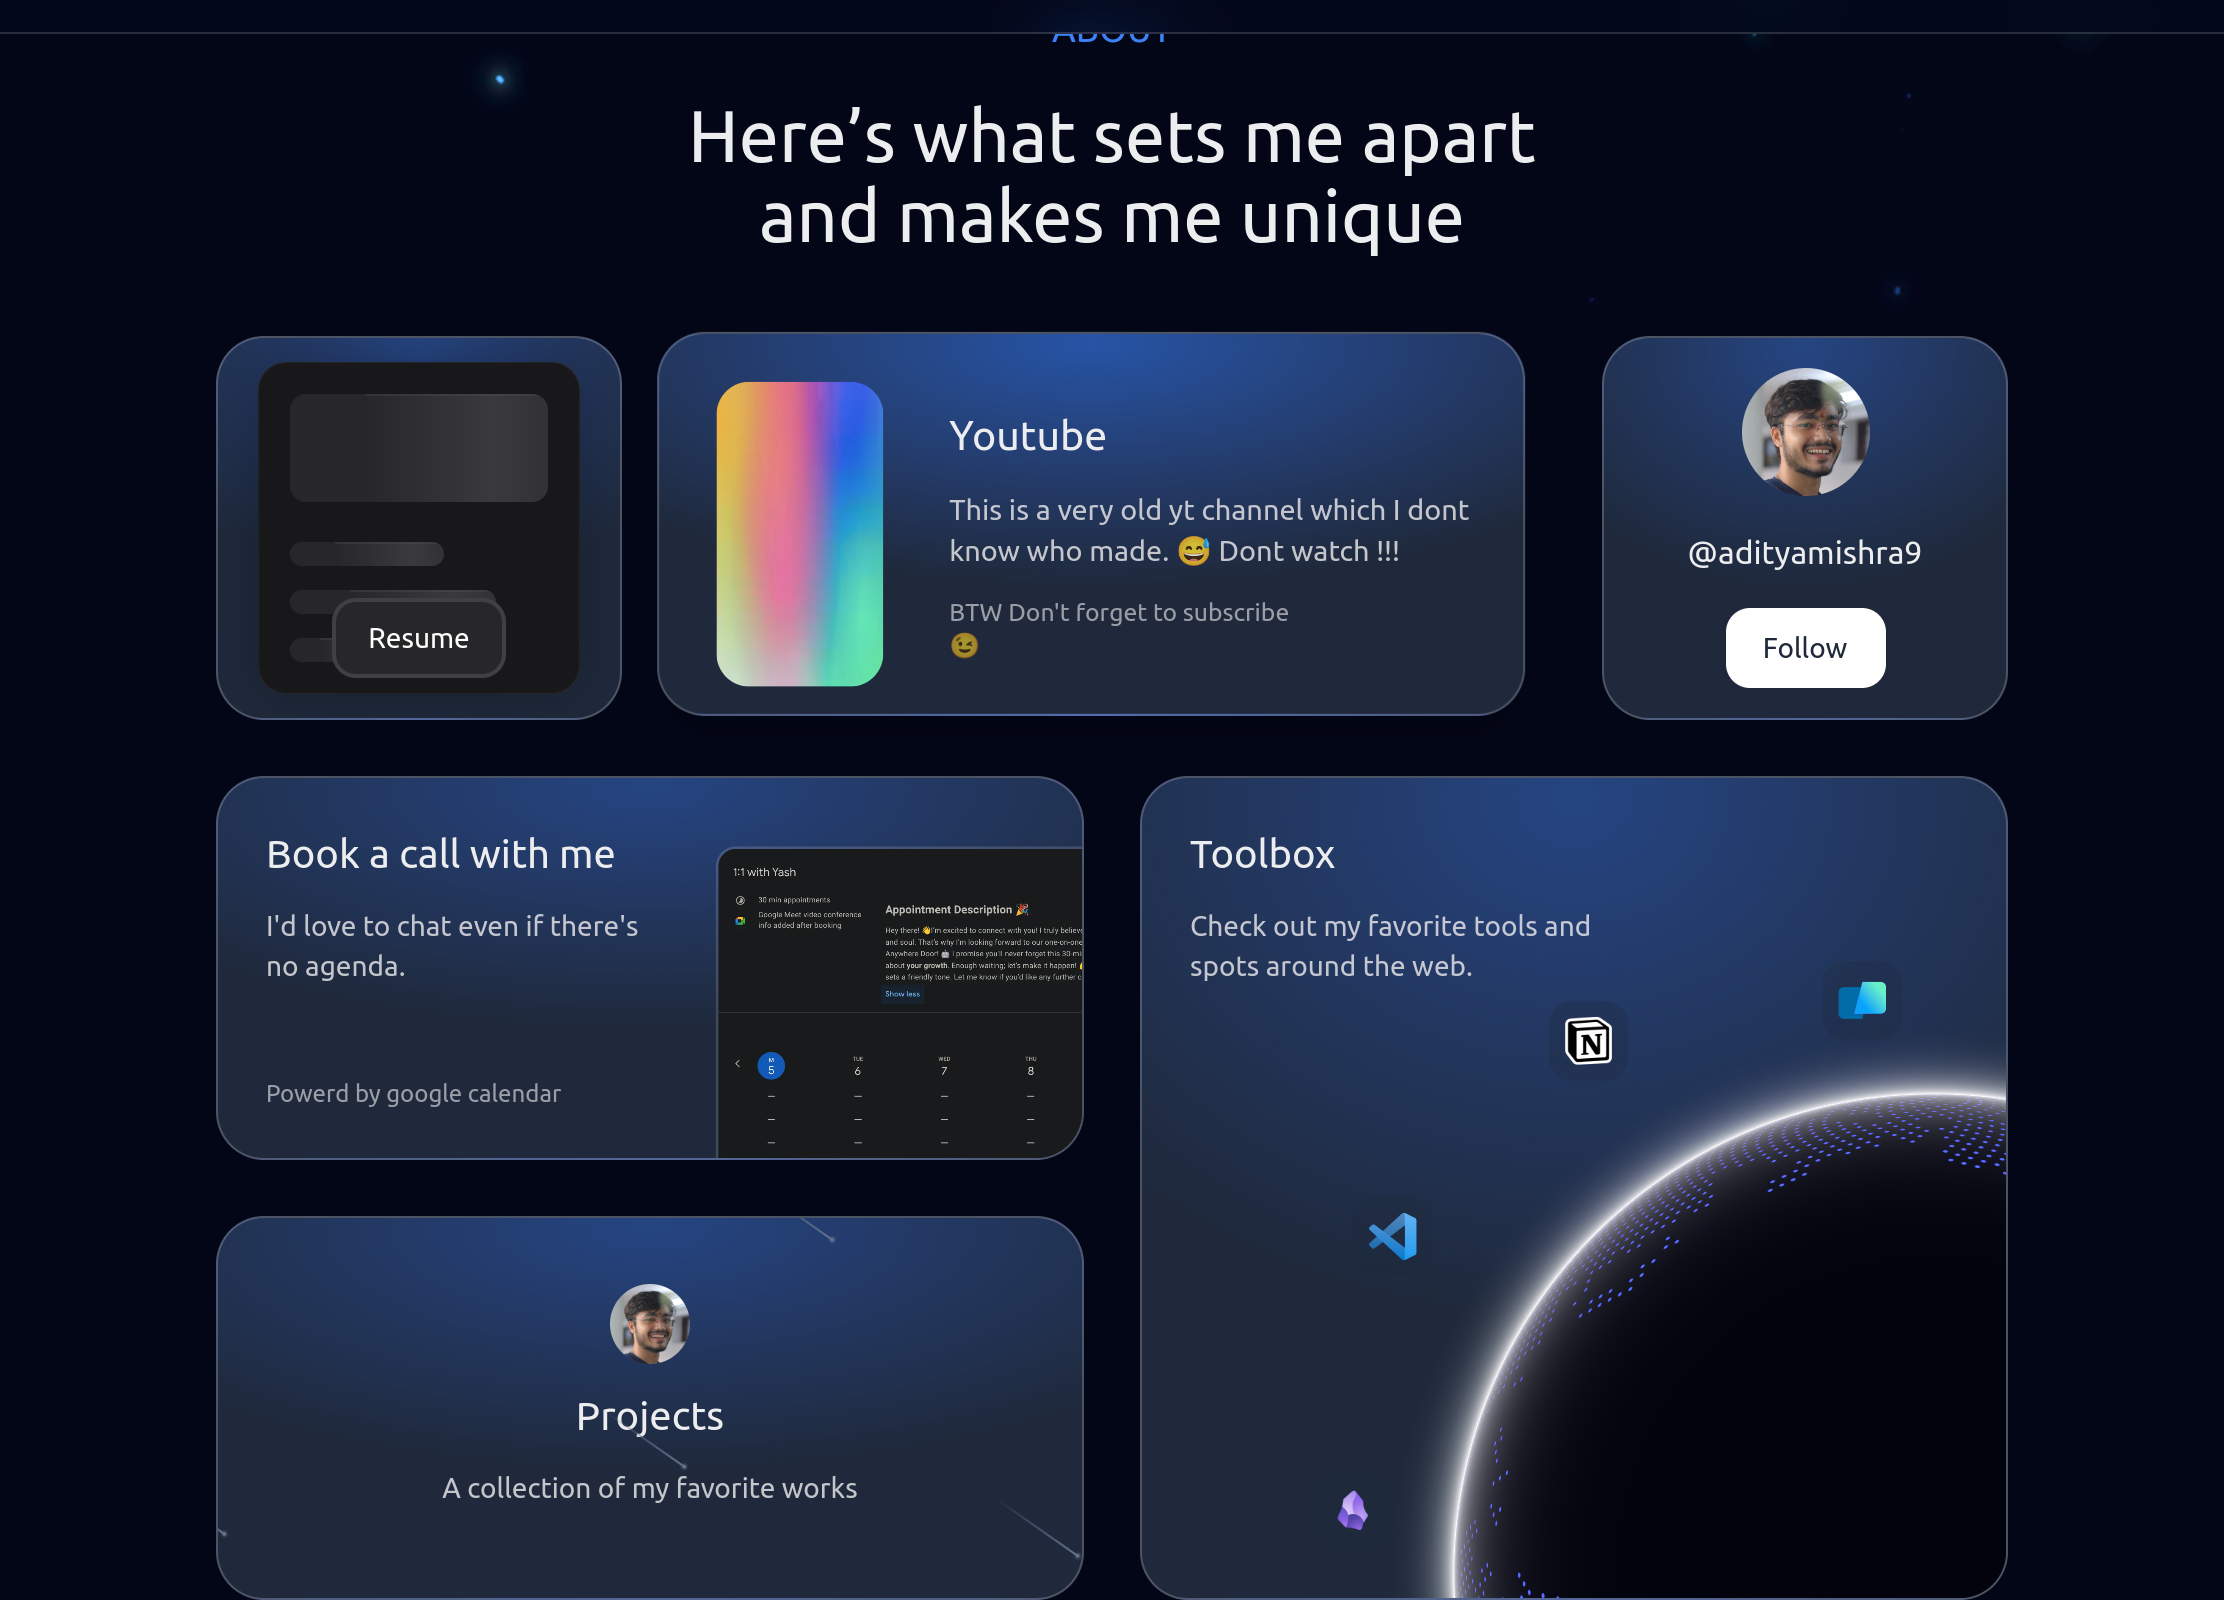 ABOUT
Here’s what sets me apart
and makes me unique
Resume
Youtube
This is a very old yt channel which I dont
know who made. 😅 Dont watch !!!
BTW Don't forget to subscribe
😉
@adityamishra9
Follow
Book a call with me
I'd love to chat even if there's
no agenda.
Powerd by google calendar
1:1 with Yash
30 min appointments
Google Meet video conference
info added after booking
Appointment Description 🎉
Hey there! 👋I'm excited to connect with you! I truly believe
and soul. That's why I'm looking forward to our one-on-one
Anywhere Door! 🤖 I promise you'll never forget this 30-mi
about your growth. Enough waiting; let's make it happen!
sets a friendly tone. Let me know if you'd like any further c
Show less
M TUE WED THU
5 6 7 8
Toolbox
Check out my favorite tools and
spots around the web.
N
Projects
A collection of my favorite works